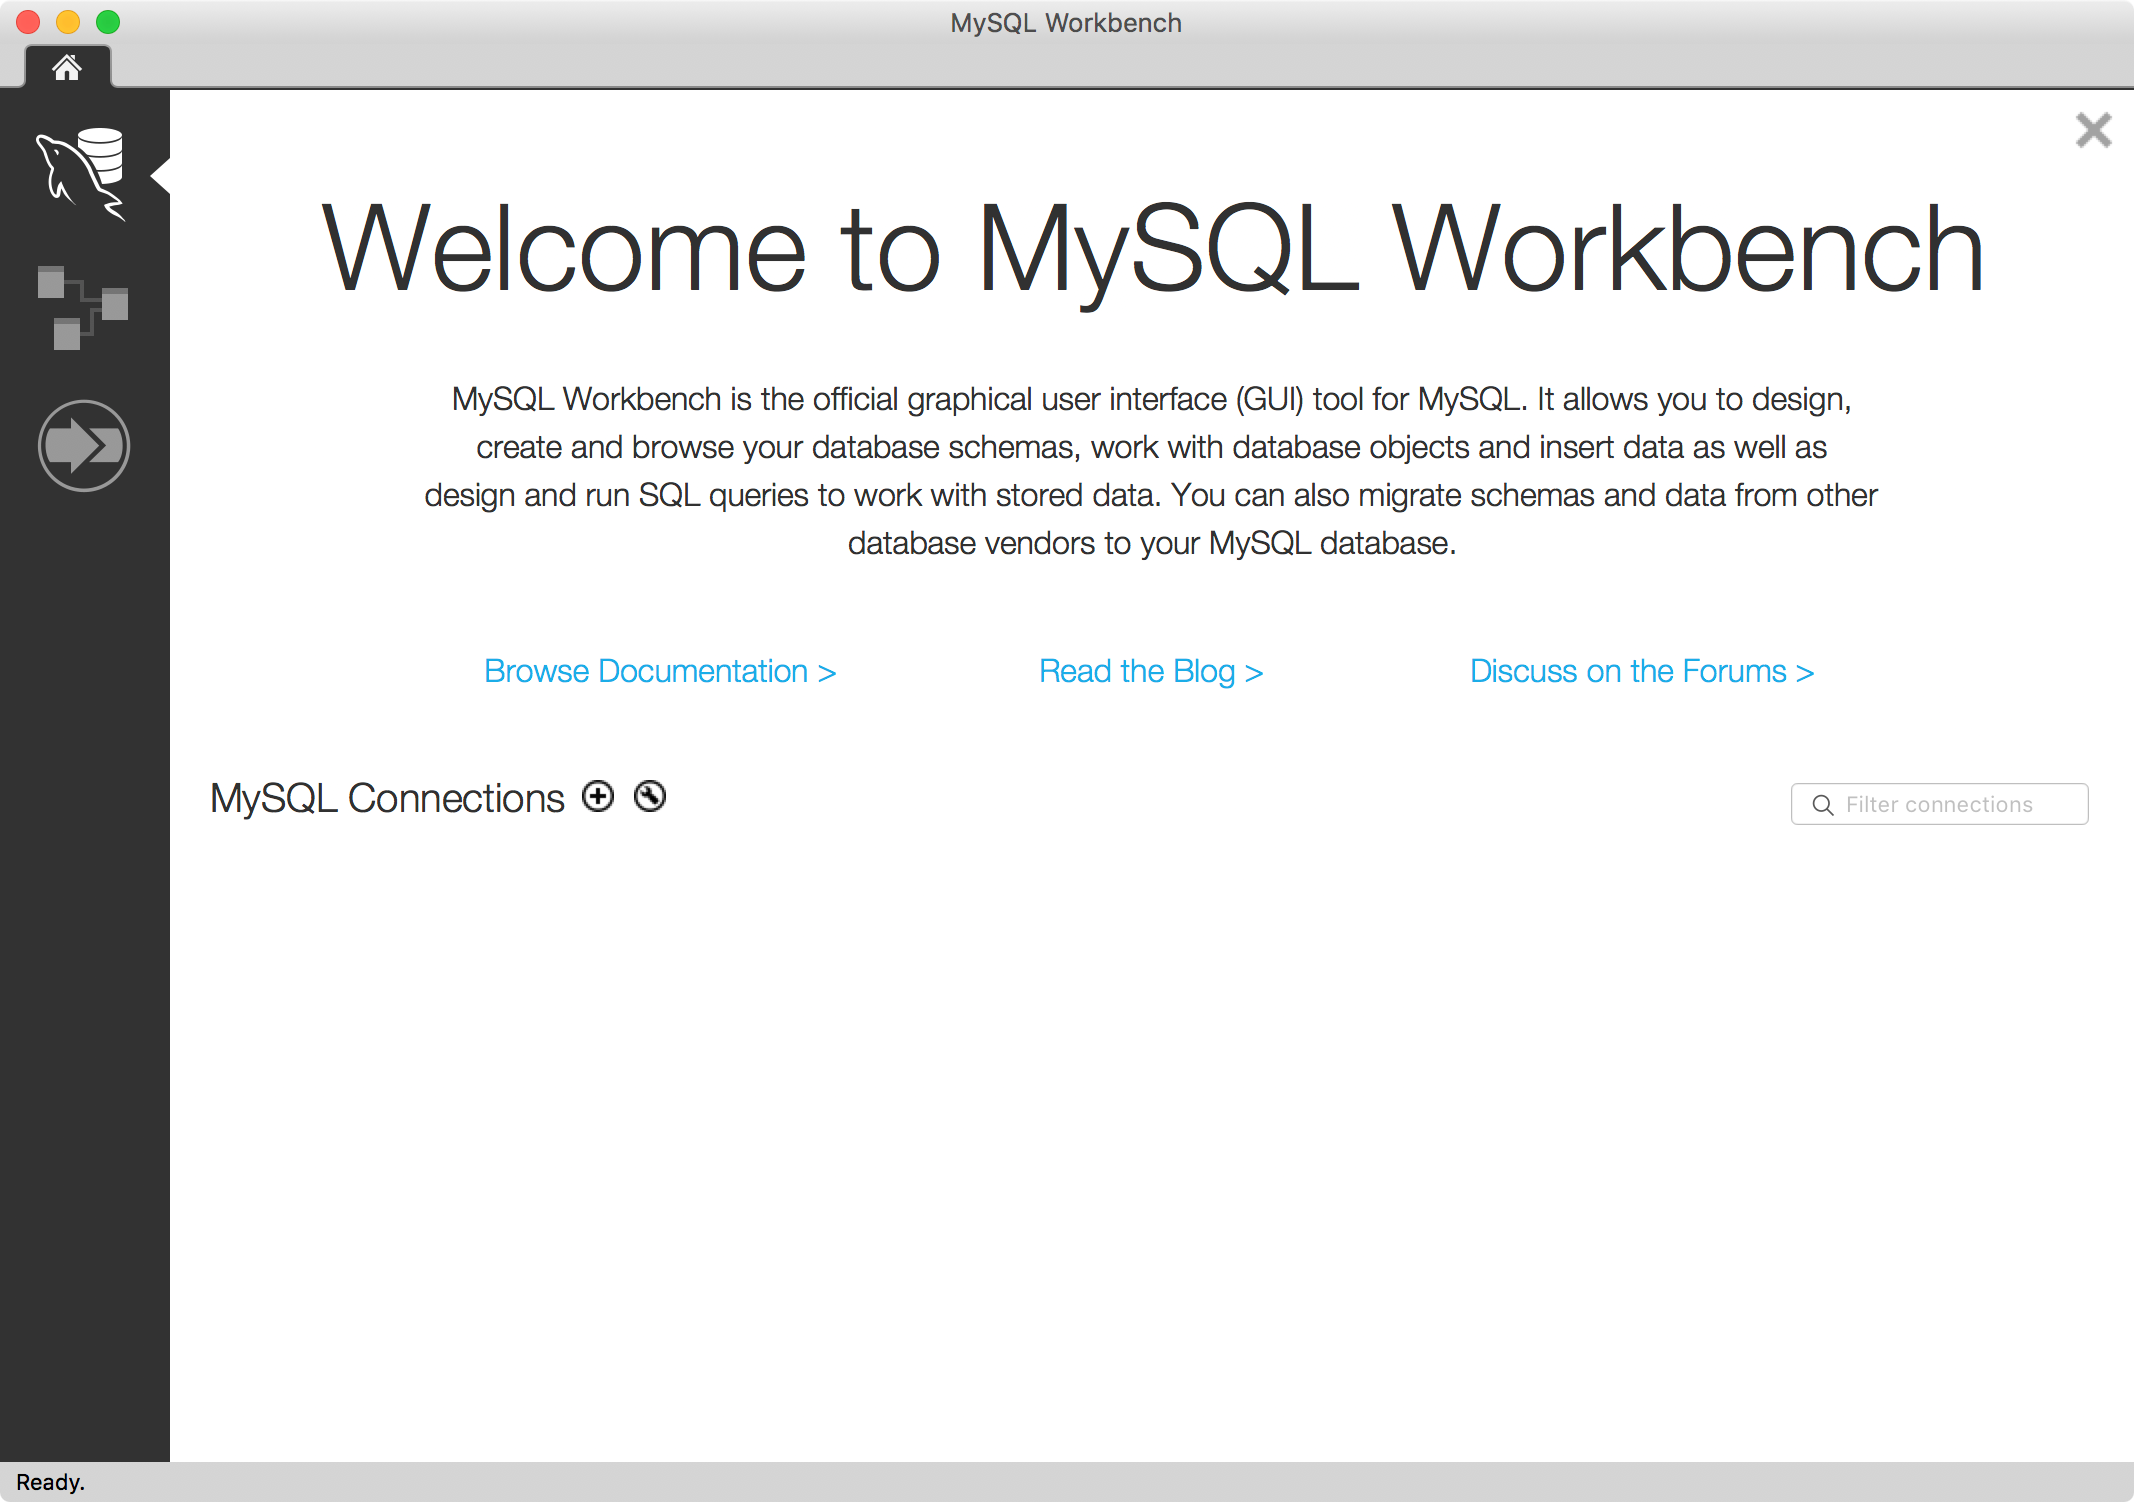 MySQL Workbench
Welcome to MySQL Workbench
MySQL Workbench is the official graphical user interface (GUI) tool for MySQL. It allows you to design,
create and browse your database schemas, work with database objects and insert data as well as
design and run SQL queries to work with stored data. You can also migrate schemas and data from other
database vendors to your MySQL database.
Browse Documentation > Read the Blog > Discuss on the Forums >
MySQL Connections Filter connections
Ready.